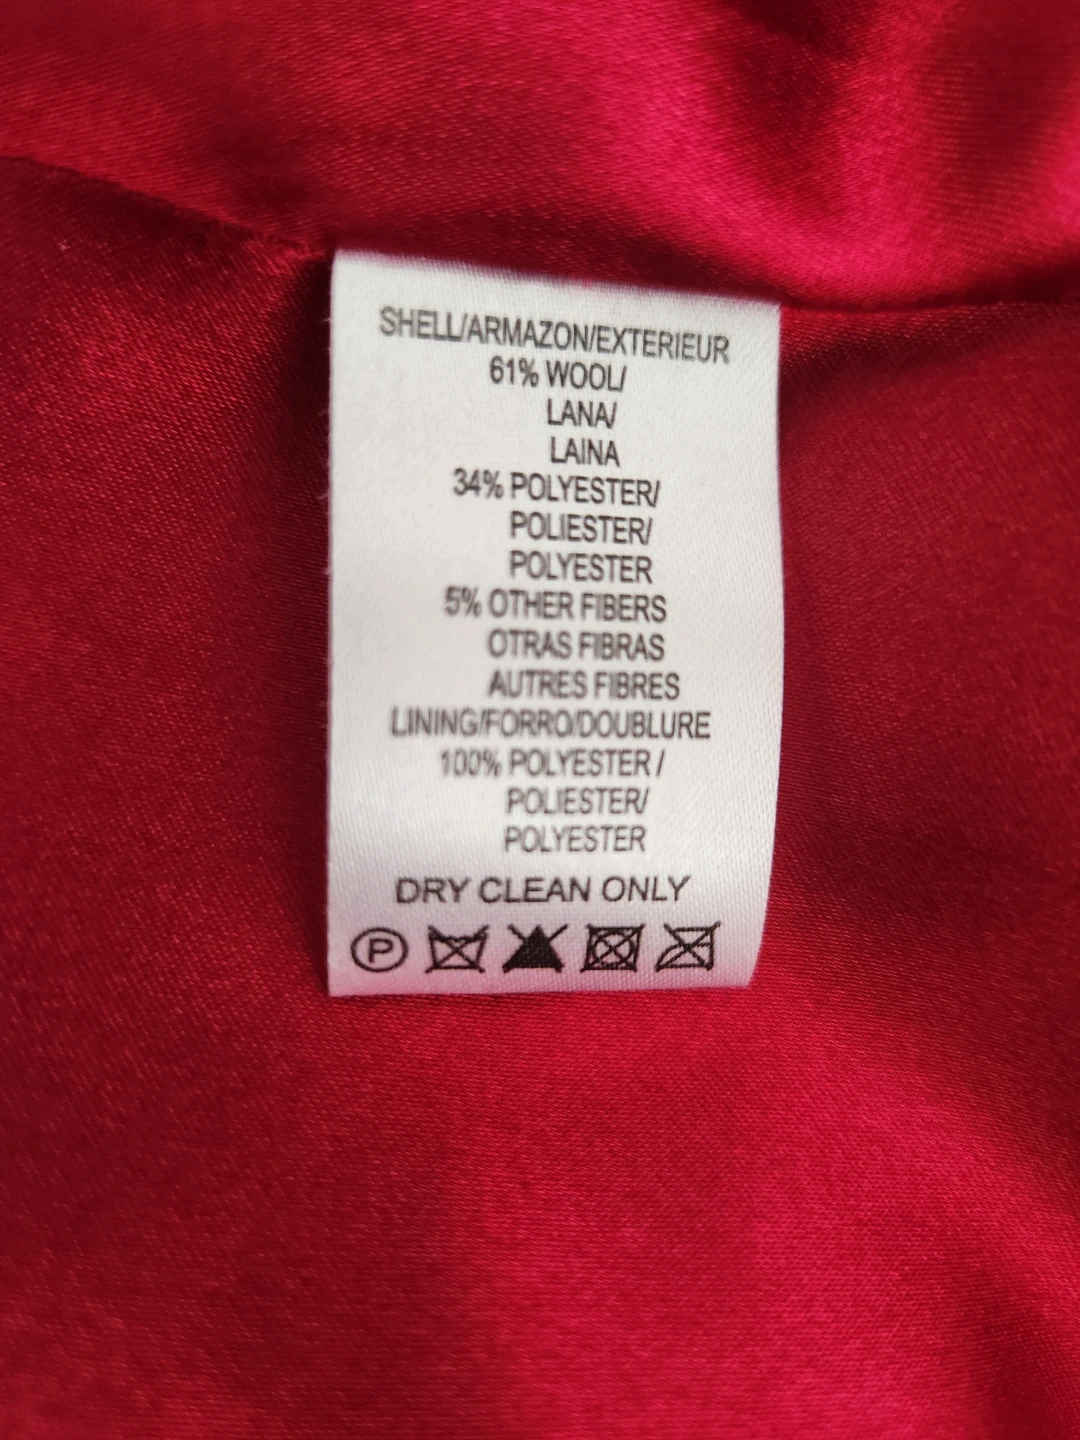 SHELL/ARMAZON/EXTERIEUR
61% WOOL/
LANA/
LAINA
34% POLYESTER/
POLIESTER/
POLYESTER
5% OTHER FIBERS
OTRAS FIBRAS
AUTRES FIBRES
LINING/FORRO/DOUBLURE
100% POLYESTER /
POLIESTER/
POLYESTER
DRY CLEAN ONLY
P